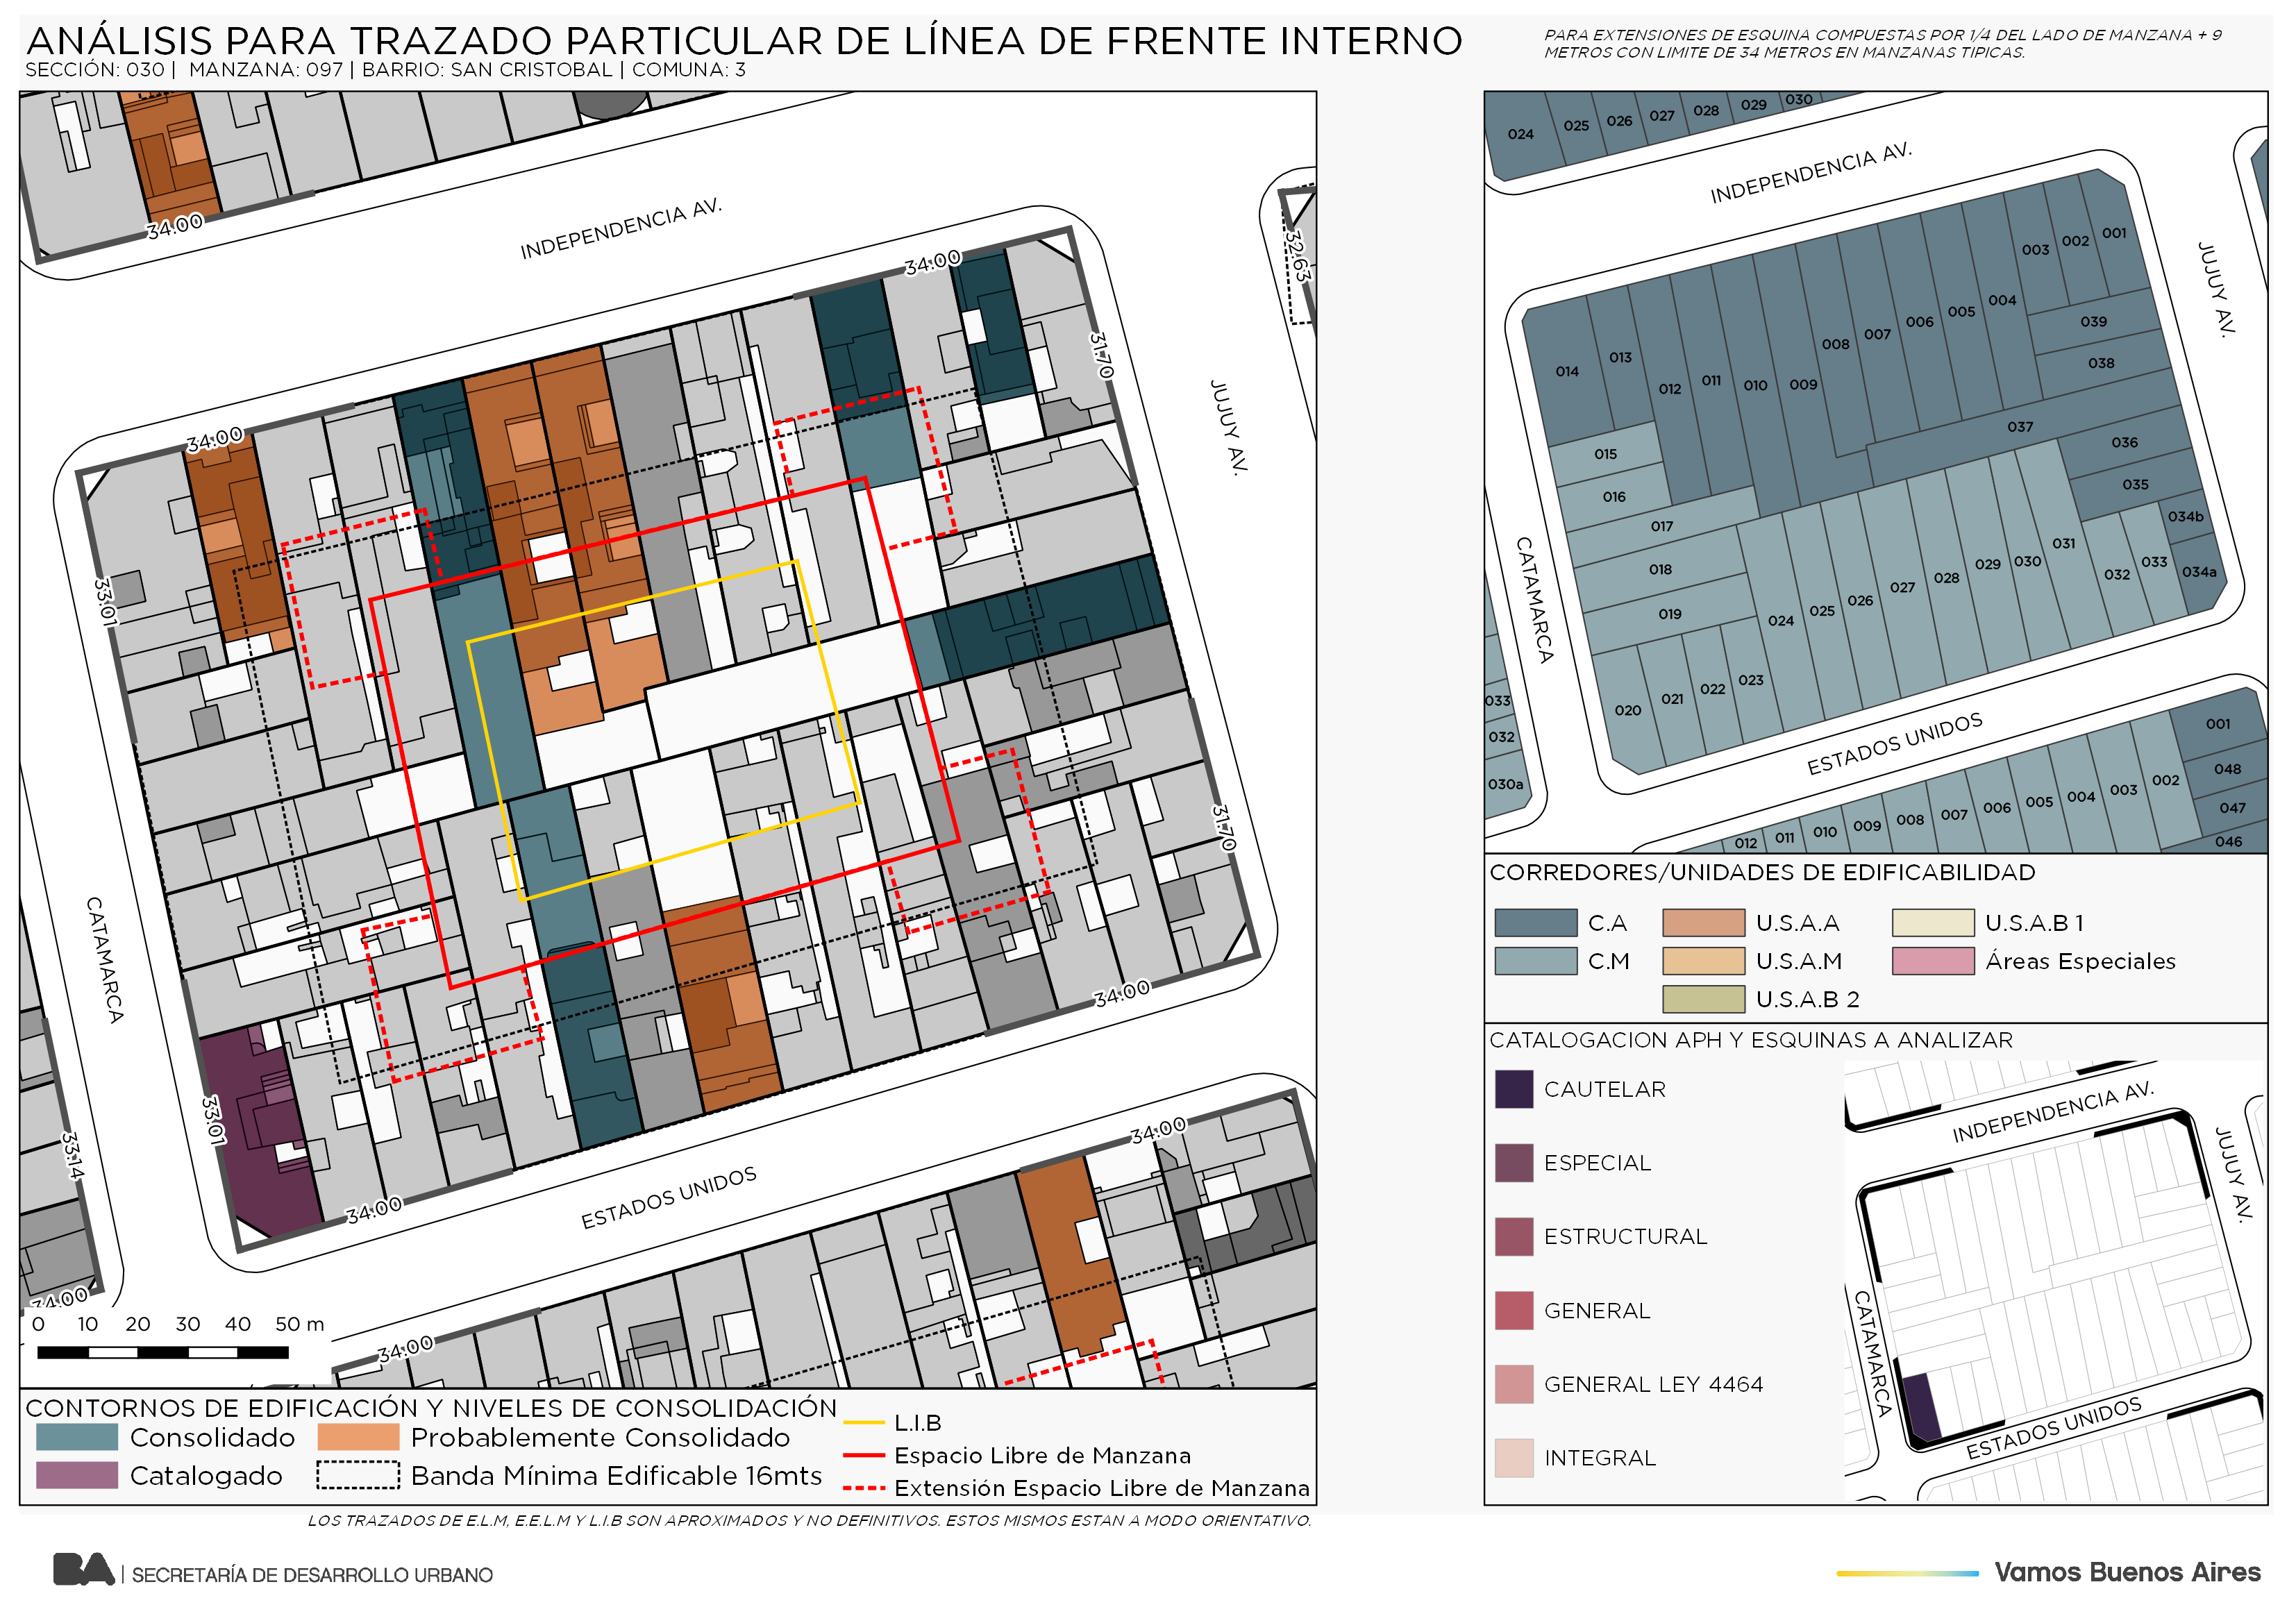 ANÁLISIS PARA TRAZADO PARTICULAR DE LÍNEA DE FRENTE INTERNO
SECCIÓN: 030 | MANZANA: 097 | BARRIO: SAN CRISTOBAL | COMUNA: 3
PARA EXTENSIONES DE ESQUINA COMPUESTAS POR 1/4 DEL LADO DE MANZANA + 9
METROS CON LIMITE DE 34 METROS EN MANZANAS TIPICAS.
34.00
INDEPENDENCIA AV.
34.00
32.63
31.70
JUJUY AV.
34.00
33.01
31.70
CATAMARCA
34.00
33.01
33.14
34.00
ESTADOS UNIDOS
34.00
34.00
34.00
0 10 20 30 40 50 m
CONTORNOS DE EDIFICACIÓN Y NIVELES DE CONSOLIDACIÓN
Consolidado
Probablemente Consolidado
Catalogado
Banda Mínima Edificable 16mts
L.I.B
Espacio Libre de Manzana
Extensión Espacio Libre de Manzana
LOS TRAZADOS DE E.L.M, E.E.L.M Y L.I.B SON APROXIMADOS Y NO DEFINITIVOS. ESTOS MISMOS ESTAN A MODO ORIENTATIVO.
024 025 026 027 028 029 030
INDEPENDENCIA AV.
JUJUY AV.
014 013 012 011 010 009 008 007 006 005 004 003 002 001
039
038
037
036
035
034b
034a
015
016
017
018
019
020 021 022 023 024 025 026 027 028 029 030 031 032 033
CATAMARCA
ESTADOS UNIDOS
033
032
030a
012 011 010 009 008 007 006 005 004 003 002 001
048
047
046
CORREDORES/UNIDADES DE EDIFICABILIDAD
C.A
U.S.A.A
U.S.A.B 1
C.M
U.S.A.M
Áreas Especiales
U.S.A.B 2
CATALOGACION APH Y ESQUINAS A ANALIZAR
CAUTELAR
ESPECIAL
ESTRUCTURAL
GENERAL
GENERAL LEY 4464
INTEGRAL
INDEPENDENCIA AV.
JUJUY AV.
CATAMARCA
ESTADOS UNIDOS
BA | SECRETARÍA DE DESARROLLO URBANO
Vamos Buenos Aires